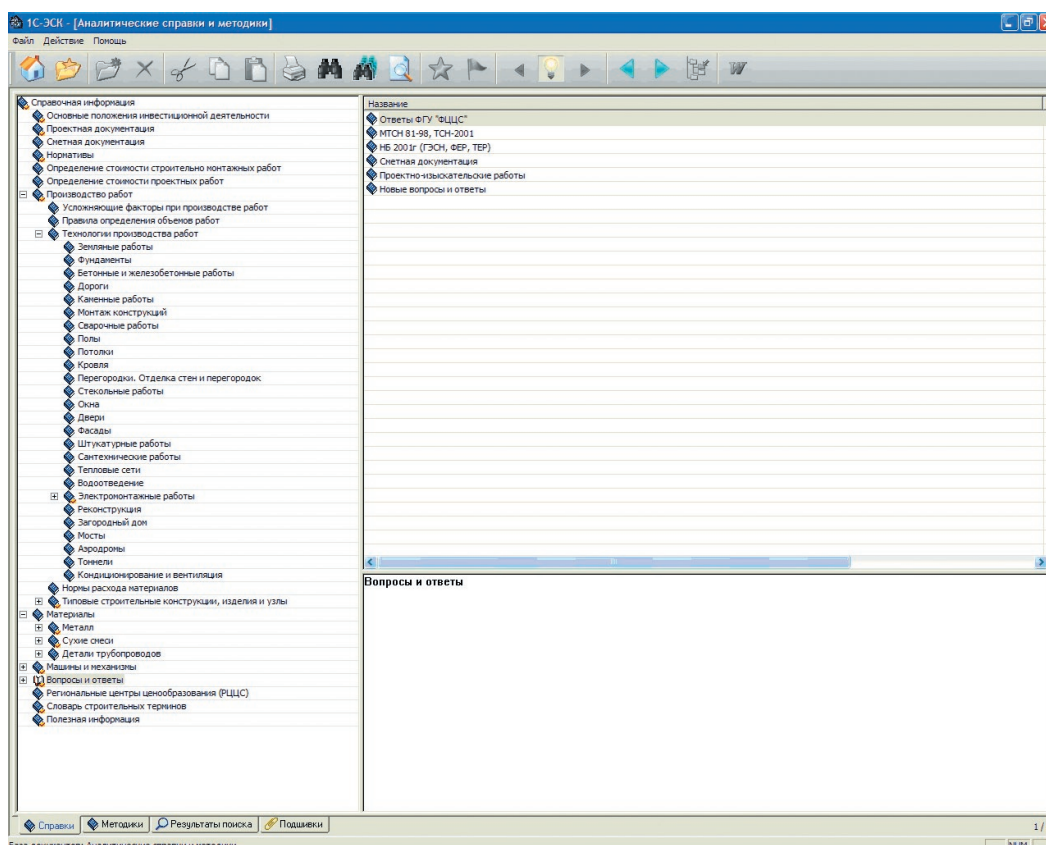 1С-ЭСК - [Аналитические справки и методики]
Файл Действие Помощь
Справочная информация
Основные положения инвестиционной деятельности
Проектная документация
Сметная документация
Нормативы
Определение стоимости строительно монтажных работ
Определение стоимости проектных работ
Производство работ
Усложняющие факторы при производстве работ
Правила определения объемов работ
Технологии производства работ
Земляные работы
Фундаменты
Бетонные и железобетонные работы
Дороги
Каменные работы
Монтаж конструкций
Сварочные работы
Полы
Потолки
Кровля
Перегородки. Отделка стен и перегородок
Стекольные работы
Окна
Двери
Фасады
Штукатурные работы
Сантехнические работы
Тепловые сети
Водоотведение
Электромонтажные работы
Реконструкция
Загородный дом
Мосты
Аэродромы
Тоннели
Кондиционирование и вентиляция
Нормы расхода материалов
Типовые строительные конструкции, изделия и узлы
Материалы
Металл
Сухие смеси
Детали трубопроводов
Машины и механизмы
Вопросы и ответы
Региональные центры ценообразования (РЦЦС)
Словарь строительных терминов
Полезная информация
Название
Ответы ФГУ "ФЦЦС"
МТСН 81-98, ТСН-2001
НБ 2001г (ГЭСН, ФЕР, ТЕР)
Сметная документация
Проектно-изыскательские работы
Новые вопросы и ответы
Вопросы и ответы
Справки Методики Результаты поиска Подшивки
1/
База документов: Аналитические справки и методики
NUM